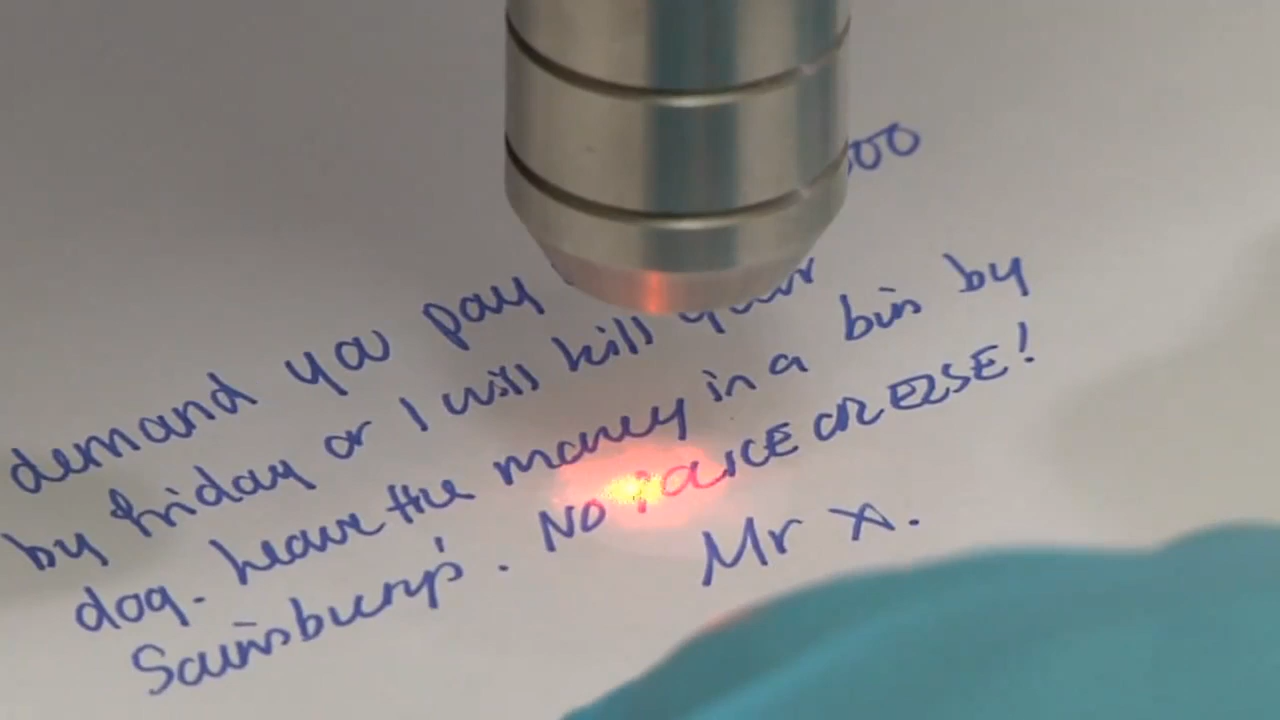 demand you pay 000
by friday or I will kill your
dog. Leave the money in a bin by
Sainsbury's. No POLICE OR ELSE!
Mr X.